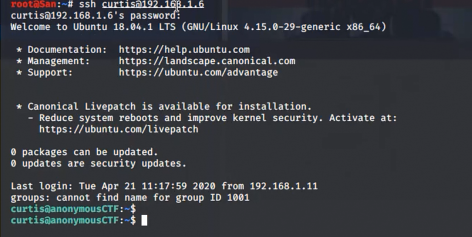 root@San:~# ssh curtis@192.168.1.6
curtis@192.168.1.6's password:
Welcome to Ubuntu 18.04.1 LTS (GNU/Linux 4.15.0-29-generic x86_64)
* Documentation: https://help.ubuntu.com
* Management: https://landscape.canonical.com
* Support: https://ubuntu.com/advantage
* Canonical Livepatch is available for installation.
- Reduce system reboots and improve kernel security. Activate at:
https://ubuntu.com/livepatch
0 packages can be updated.
0 updates are security updates.
Last login: Tue Apr 21 11:17:59 2020 from 192.168.1.11
groups: cannot find name for group ID 1001
curtis@anonymousCTF:~$
curtis@anonymousCTF:~$